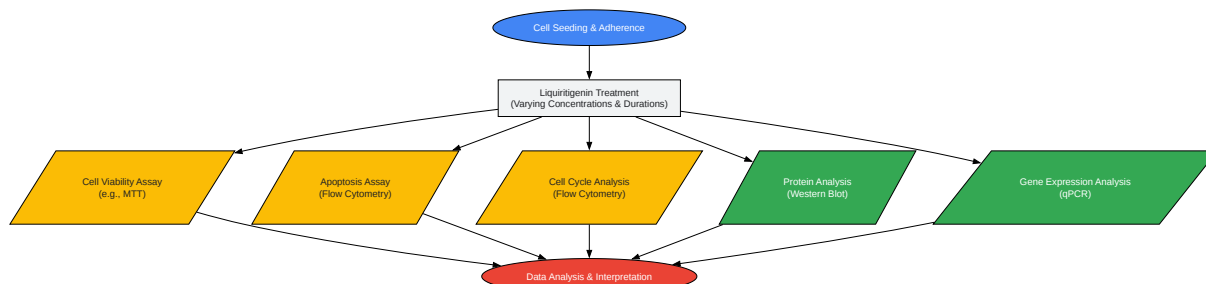 Cell Seeding & Adherence
Liquiritigenin Treatment
(Varying Concentrations & Durations)
Cell Viability Assay
(e.g., MTT)
Apoptosis Assay
(Flow Cytometry)
Cell Cycle Analysis
(Flow Cytometry)
Protein Analysis
(Western Blot)
Gene Expression Analysis
(qPCR)
Data Analysis & Interpretation